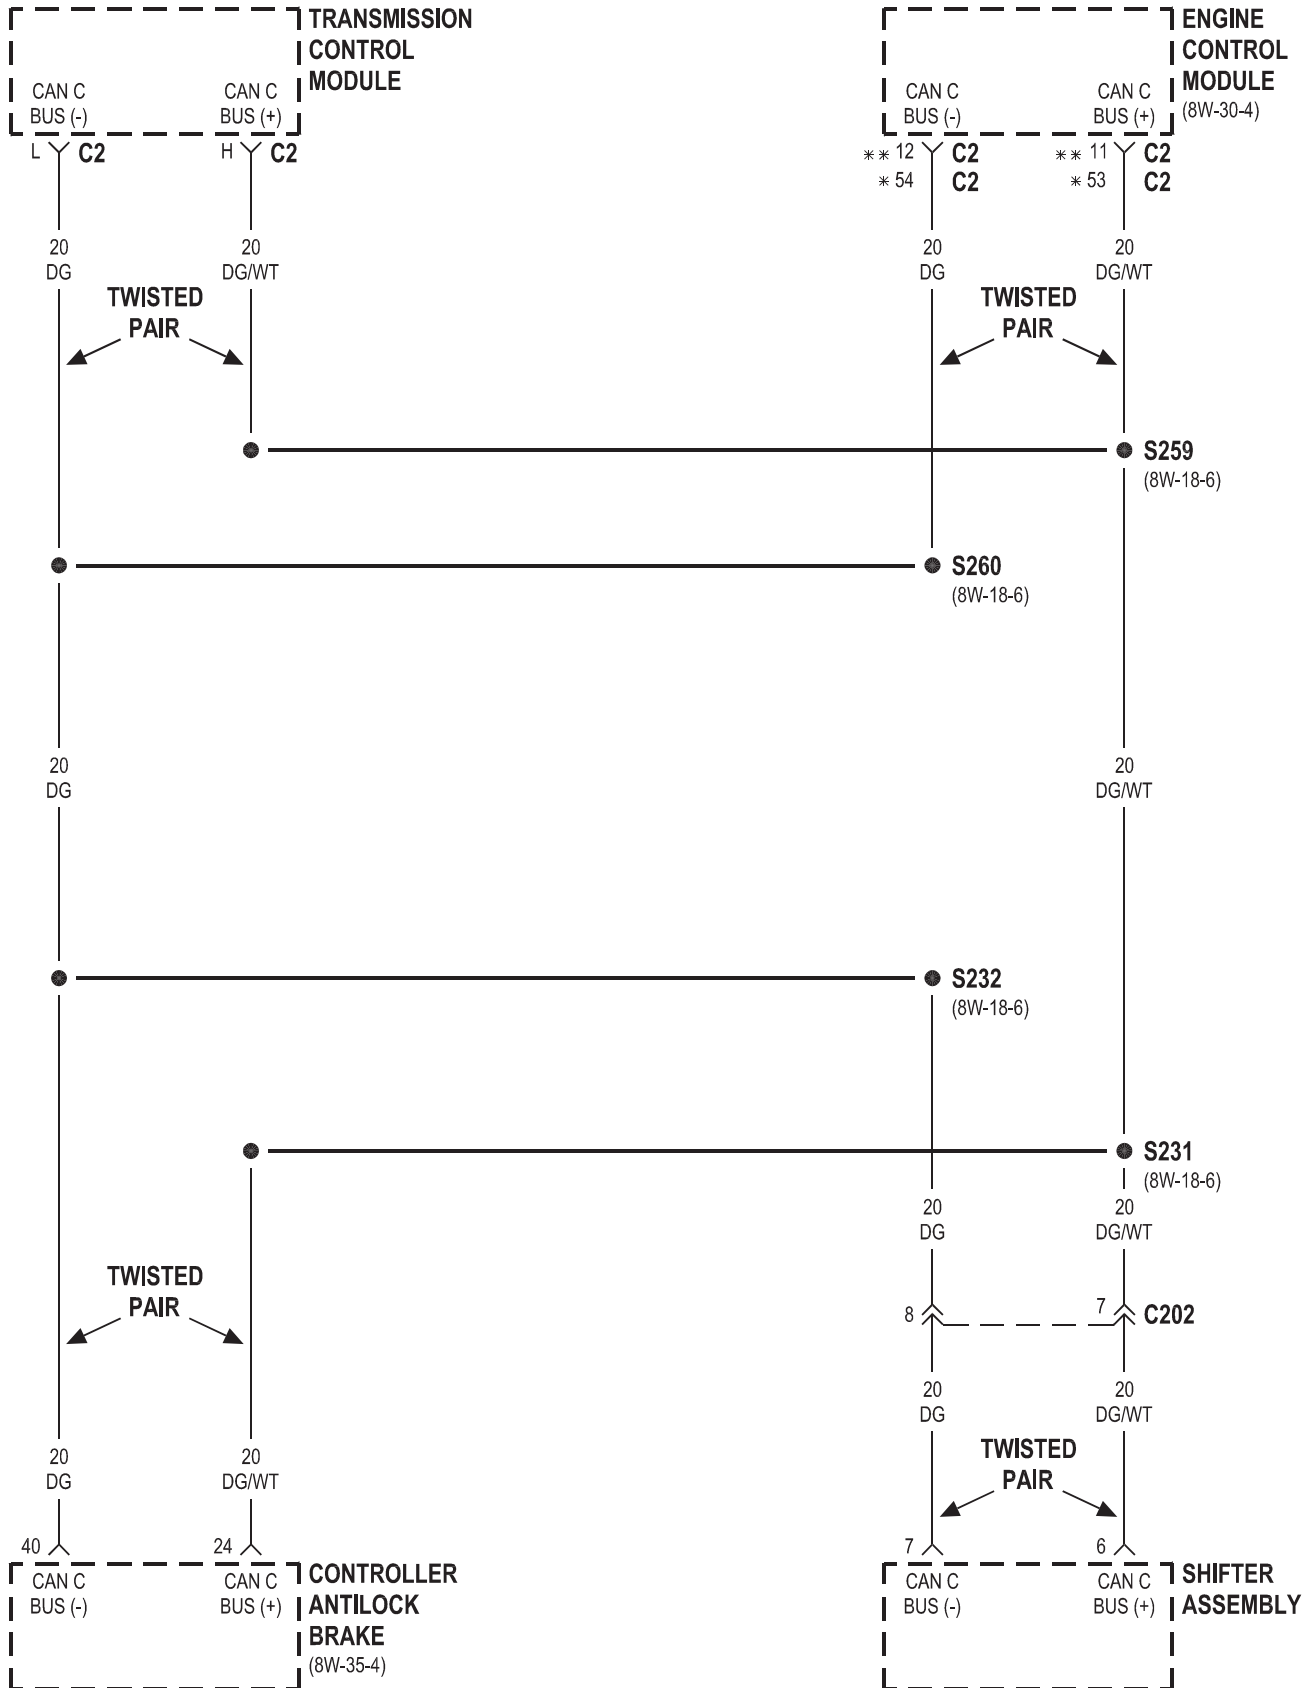 TRANSMISSION
CONTROL
MODULE
CAN C
BUS (-)
CAN C
BUS (+)
L
C2
H
C2
ENGINE
CONTROL
MODULE
(8W-30-4)
CAN C
BUS (-)
CAN C
BUS (+)
** 12 C2
* 54 C2
** 11 C2
* 53 C2
20
DG
20
DG/WT
20
DG
20
DG/WT
TWISTED
PAIR
TWISTED
PAIR
S259
(8W-18-6)
S260
(8W-18-6)
20
DG
20
DG/WT
S232
(8W-18-6)
S231
(8W-18-6)
20
DG
20
DG/WT
TWISTED
PAIR
8
7
C202
20
DG
20
DG/WT
TWISTED
PAIR
20
DG
20
DG/WT
40
24
7
6
CAN C
BUS (-)
CAN C
BUS (+)
CONTROLLER
ANTILOCK
BRAKE
(8W-35-4)
CAN C
BUS (-)
CAN C
BUS (+)
SHIFTER
ASSEMBLY